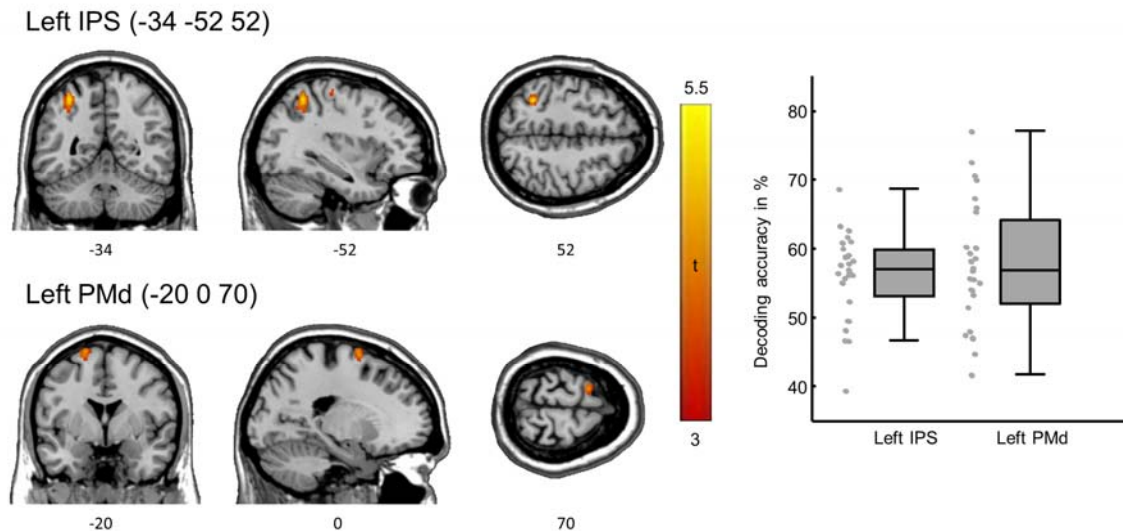 Left IPS (-34 -52 52)
-34
-52
52
Left PMd (-20 0 70)
-20
0
70
5.5
t
3
Decoding accuracy in %
80
70
60
50
40
Left IPS
Left PMd